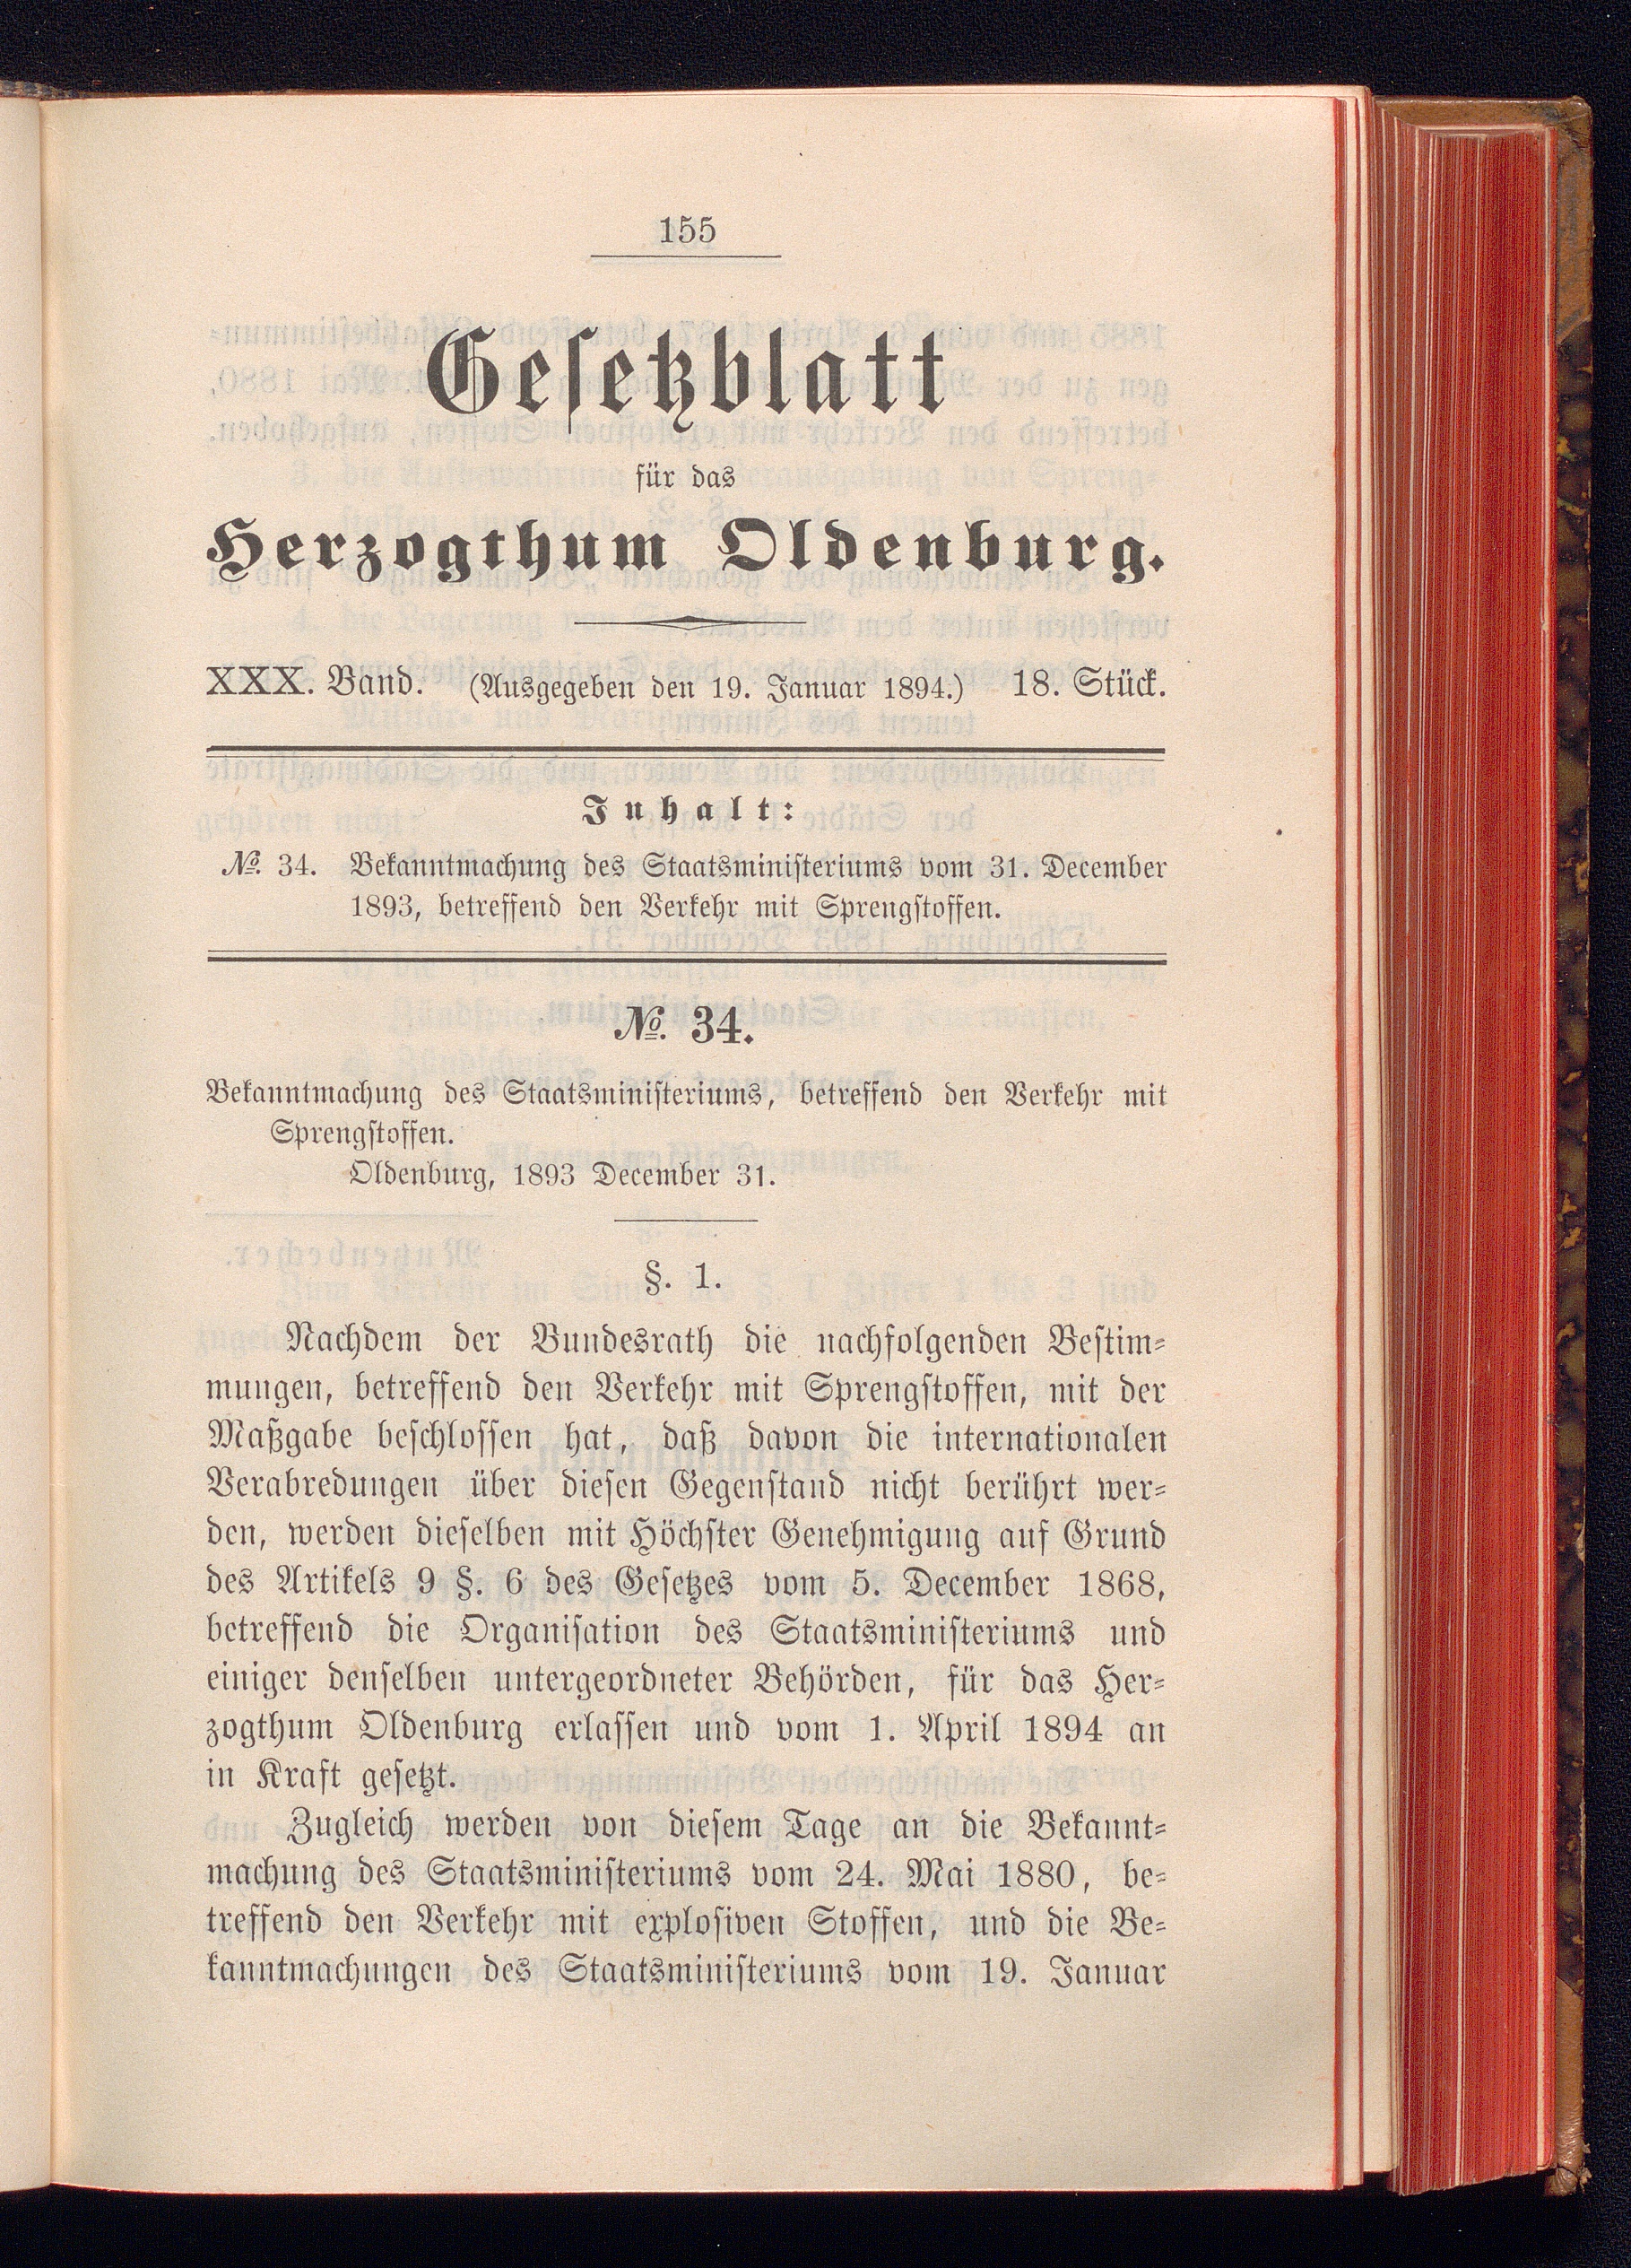 155
Gesetzblatt
für das
Herzogthum Oldenburg.
XXX. Band. (Ausgegeben den 19. Januar 1894.) 18. Stück.
Inhalt:
№. 34. Bekanntmachung des Staatsministeriums vom 31. December
1893, betreffend den Verkehr mit Sprengstoffen.
№. 34.
Bekanntmachung des Staatsministeriums, betreffend den Verkehr mit
Sprengstoffen.
Oldenburg, 1893 December 31.
§. 1.
Nachdem der Bundesrath die nachfolgenden Bestim-
mungen, betreffend den Verkehr mit Sprengstoffen, mit der
Maßgabe beschlossen hat, daß davon die internationalen
Verabredungen über diesen Gegenstand nicht berührt wer-
den, werden dieselben mit Höchster Genehmigung auf Grund
des Artikels 9 §. 6 des Gesetzes vom 5. December 1868,
betreffend die Organisation des Staatsministeriums und
einiger denselben untergeordneter Behörden, für das Her-
zogthum Oldenburg erlassen und vom 1. April 1894 an
in Kraft gesetzt.
Zugleich werden von diesem Tage an die Bekannt-
machung des Staatsministeriums vom 24. Mai 1880, be-
treffend den Verkehr mit explosiven Stoffen, und die Be-
kanntmachungen des Staatsministeriums vom 19. Januar